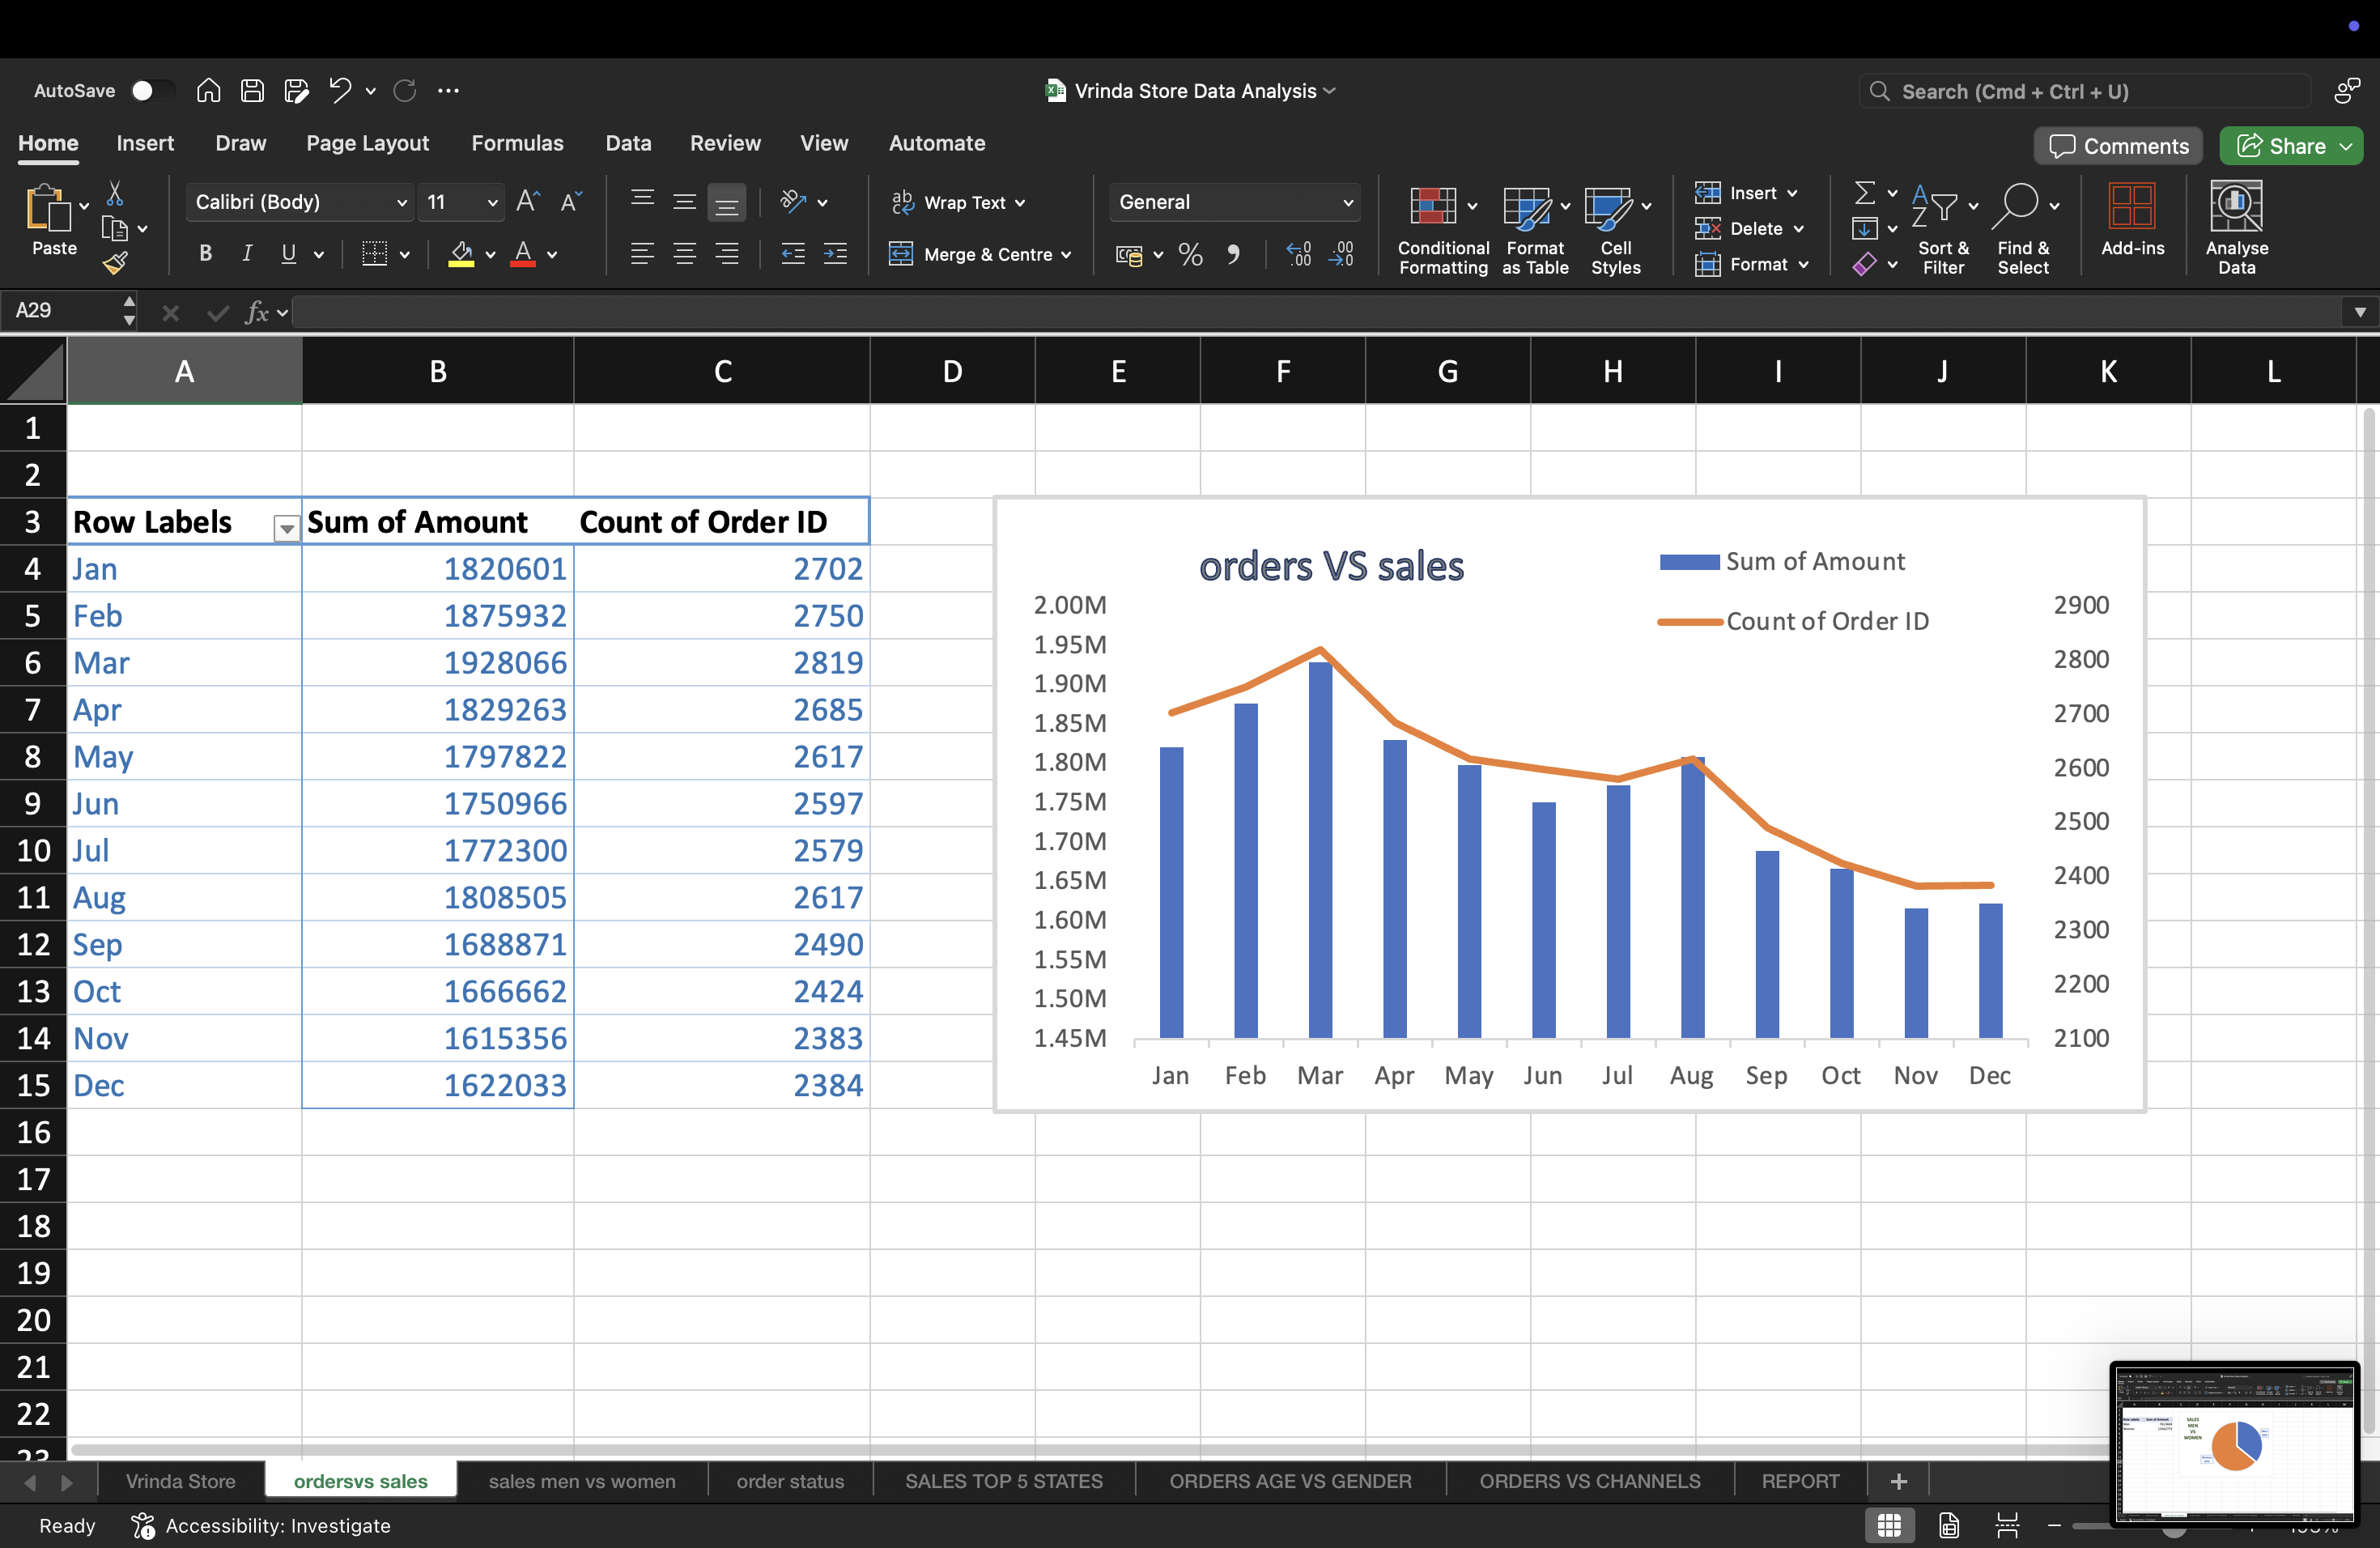 AutoSave
Vrinda Store Data Analysis
Search (Cmd + Ctrl + U)
Home Insert Draw Page Layout Formulas Data Review View Automate
Comments Share
Paste
Calibri (Body) 11
B I U
Wrap Text
Merge & Centre
General
Conditional Formatting
Format as Table
Cell Styles
Insert
Delete
Format
Sort & Filter
Find & Select
Add-ins
Analyse Data
A29
fx
A B C D E F G H I J K L
1
2
3 Row Labels Sum of Amount Count of Order ID
4 Jan 1820601 2702
5 Feb 1875932 2750
6 Mar 1928066 2819
7 Apr 1829263 2685
8 May 1797822 2617
9 Jun 1750966 2597
10 Jul 1772300 2579
11 Aug 1808505 2617
12 Sep 1688871 2490
13 Oct 1666662 2424
14 Nov 1615356 2383
15 Dec 1622033 2384
16
17
18
19
20
21
22
23
orders VS sales
Sum of Amount
Count of Order ID
2.00M
1.95M
1.90M
1.85M
1.80M
1.75M
1.70M
1.65M
1.60M
1.55M
1.50M
1.45M
2900
2800
2700
2600
2500
2400
2300
2200
2100
Jan Feb Mar Apr May Jun Jul Aug Sep Oct Nov Dec
SALES
MEN
VS
WOMEN
Vrinda Store ordersvs sales sales men vs women order status SALES TOP 5 STATES ORDERS AGE VS GENDER ORDERS VS CHANNELS REPORT
Ready Accessibility: Investigate